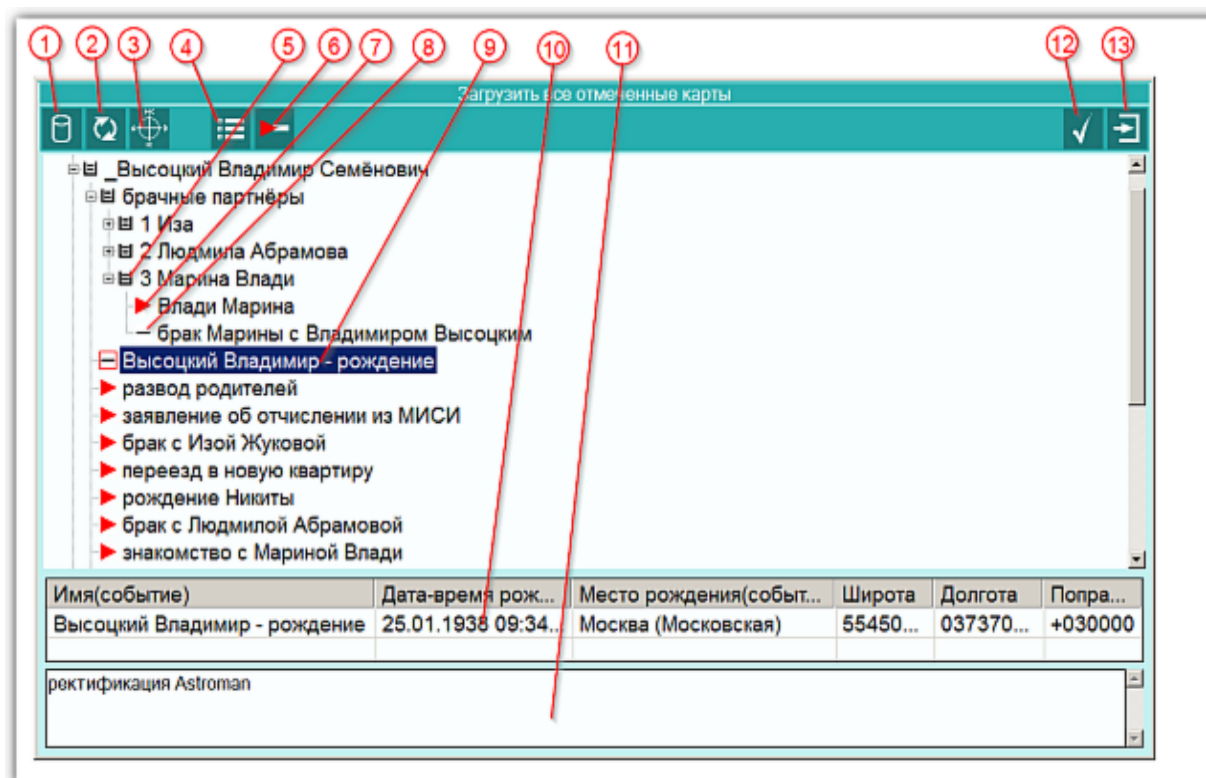 1 2 3 4 5 6 7 8 9 10 11 12 13
Загрузить все отмеченные карты
_Высоцкий Владимир Семёнович
брачные партнёры
1 Иза
2 Людмила Абрамова
3 Марина Влади
Влади Марина
брак Марины с Владимиром Высоцким
Высоцкий Владимир - рождение
развод родителей
заявление об отчислении из МИСИ
брак с Изой Жуковой
переезд в новую квартиру
рождение Никиты
брак с Людмилой Абрамовой
знакомство с Мариной Влади
Имя(событие) Дата-время рож... Место рождения(событ... Широта Долгота Попра...
Высоцкий Владимир - рождение 25.01.1938 09:34... Москва (Московская) 55450... 037370... +030000
ректификация Astroman